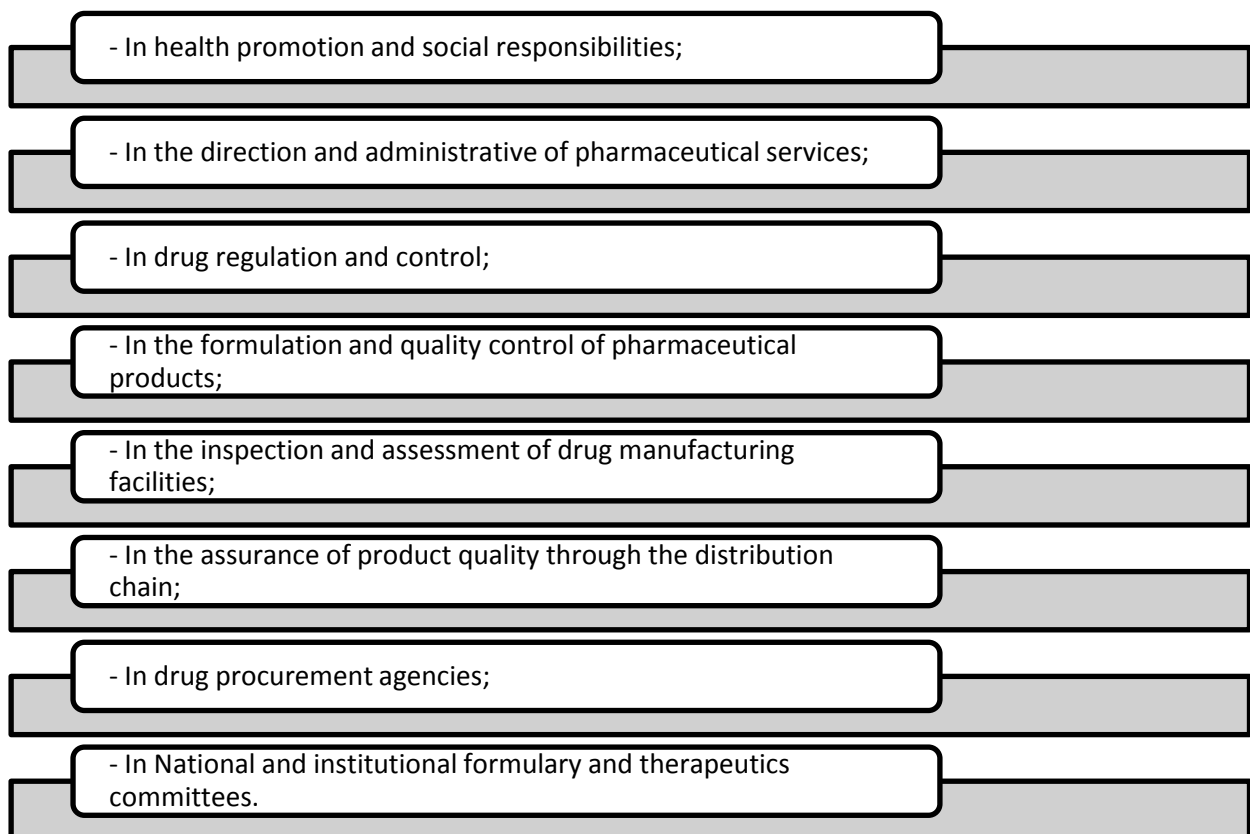 - In health promotion and social responsibilities;
- In the direction and administrative of pharmaceutical services;
- In drug regulation and control;
- In the formulation and quality control of pharmaceutical
products;
- In the inspection and assessment of drug manufacturing
facilities;
- In the assurance of product quality through the distribution
chain;
- In drug procurement agencies;
- In National and institutional formulary and therapeutics
committees.